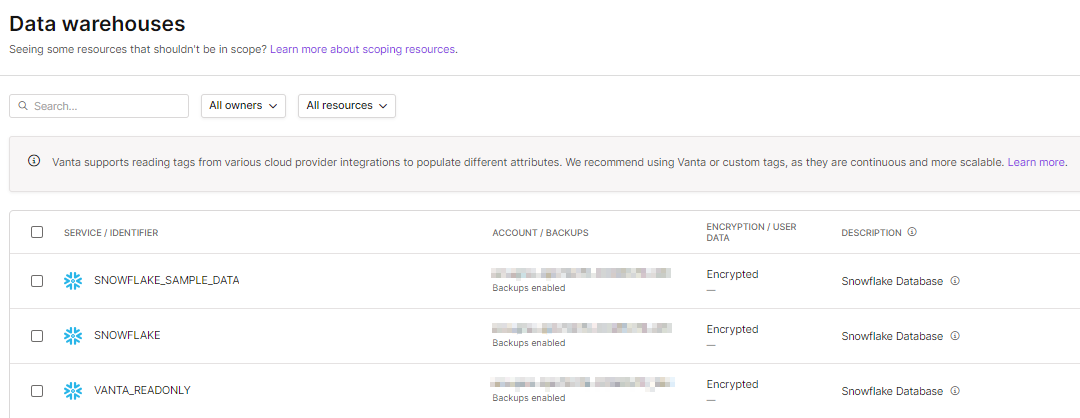 Data warehouses
Seeing some resources that shouldn't be in scope? Learn more about scoping resources.
Search...
All owners
All resources
Vanta supports reading tags from various cloud provider integrations to populate different attributes. We recommend using Vanta or custom tags, as they are continuous and more scalable. Learn more.
SERVICE / IDENTIFIER
ACCOUNT / BACKUPS
ENCRYPTION / USER
DATA
DESCRIPTION
SNOWFLAKE_SAMPLE_DATA
Backups enabled
Encrypted
—
Snowflake Database
SNOWFLAKE
Backups enabled
Encrypted
—
Snowflake Database
VANTA_READONLY
Backups enabled
Encrypted
—
Snowflake Database